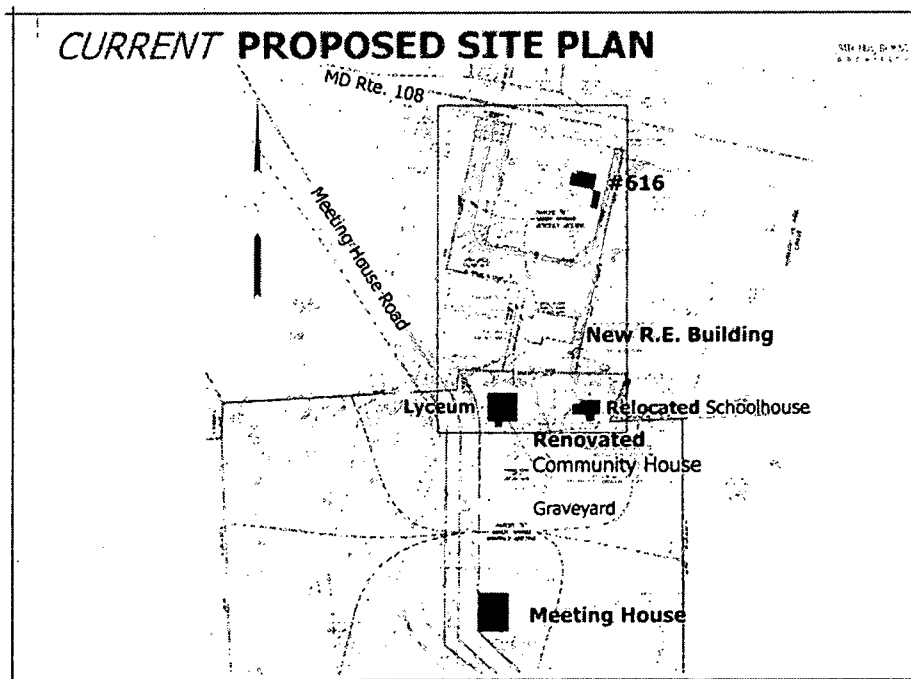 CURRENT PROPOSED SITE PLAN
MD Rte. 108
#616
Meeting House Road
New R.E. Building
Lyceum
Relocated Schoolhouse
Renovated
Community House
Graveyard
Meeting House